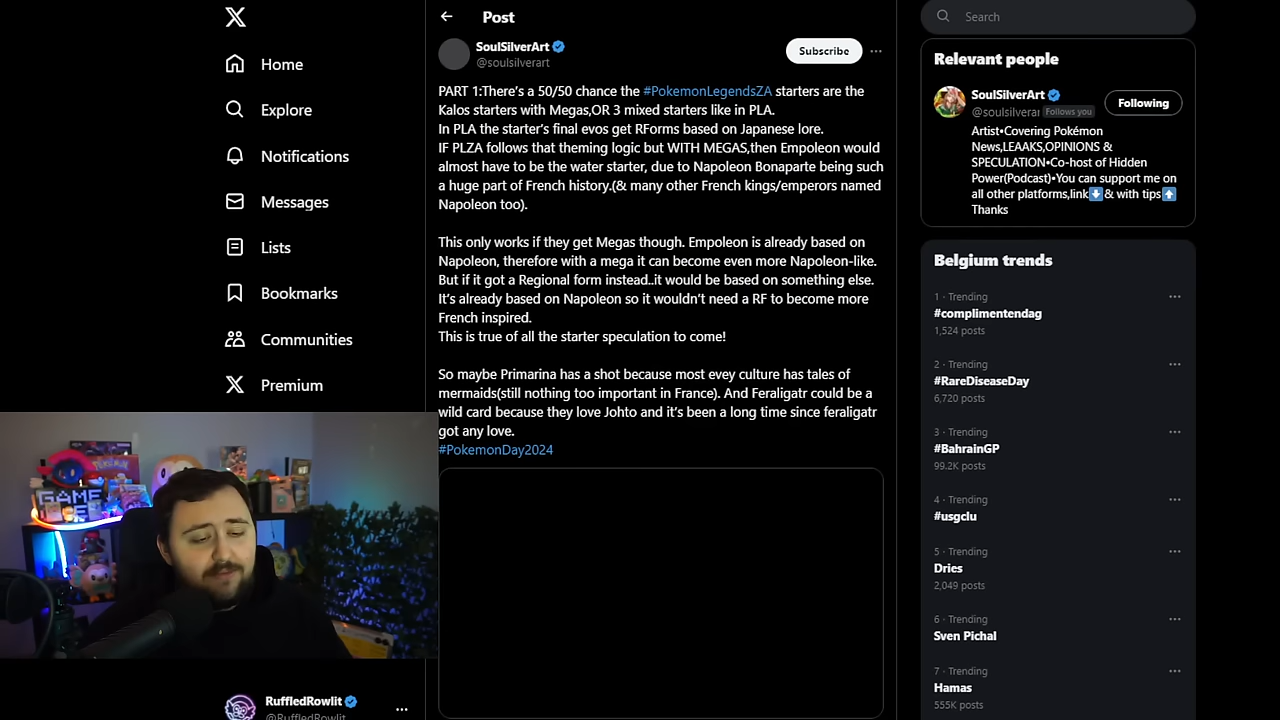 Post
Search
SoulSilverArt
@soulsilverart
Subscribe
Home
Explore
Notifications
Messages
Lists
Bookmarks
Communities
Premium
PART 1:There's a 50/50 chance the #PokemonLegendsZA starters are the
Kalos starters with Megas,OR 3 mixed starters like in PLA.
In PLA the starter's final evos get RForms based on Japanese lore.
IF PLZA follows that theming logic but WITH MEGAS,then Empoleon would
almost have to be the water starter, due to Napoleon Bonaparte being such
a huge part of French history.(& many other French kings/emperors named
Napoleon too).
This only works if they get Megas though. Empoleon is already based on
Napoleon, therefore with a mega it can become even more Napoleon-like.
But if it got a Regional form instead..it would be based on something else.
It's already based on Napoleon so it wouldn't need a RF to become more
French inspired.
This is true of all the starter speculation to come!
So maybe Primarina has a shot because most evey culture has tales of
mermaids(still nothing too important in France). And Feraligatr could be a
wild card because they love Johto and it's been a long time since feraligatr
got any love.
#PokemonDay2024
Relevant people
SoulSilverArt
@soulsilverar Follows you
Following
Artist•Covering Pokémon
News,LEAAKS,OPINIONS &
SPECULATION•Co-host of Hidden
Power(Podcast)•You can support me on
all other platforms,link⬇️& with tips⬆️
Thanks
Belgium trends
1 · Trending
#complimentendag
1,524 posts
2 · Trending
#RareDiseaseDay
6,720 posts
3 · Trending
#BahrainGP
99.2K posts
4 · Trending
#usgclu
5 · Trending
Dries
2,049 posts
6 · Trending
Sven Pichal
7 · Trending
Hamas
555K posts
POKEMON
GAME
RuffledRowlit
@RuffledRowlit